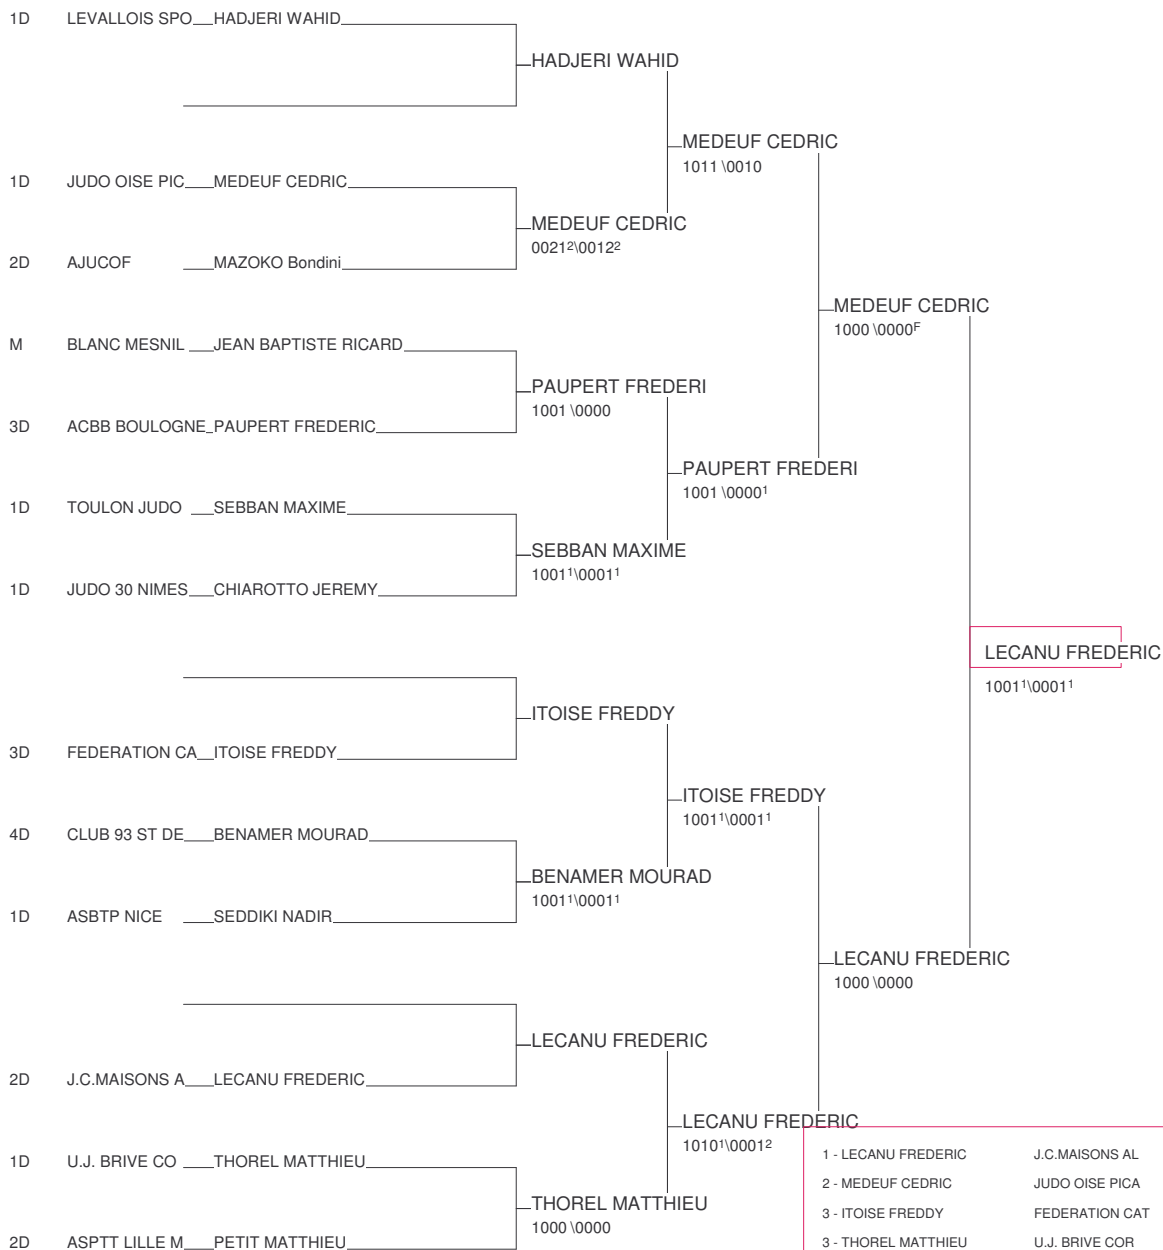 1D LEVALLOIS SPO HADJERI WAHID
HADJERI WAHID
MEDEUF CEDRIC
1011 \0010
1D JUDO OISE PIC MEDEUF CEDRIC
MEDEUF CEDRIC
0021²\0012²
2D AJUCOF MAZOKO Bondini
MEDEUF CEDRIC
1000 \0000ᶠ
M BLANC MESNIL JEAN BAPTISTE RICARD
PAUPERT FREDERI
1001 \0000
3D ACBB BOULOGNE PAUPERT FREDERIC
PAUPERT FREDERI
1001 \0000¹
1D TOULON JUDO SEBBAN MAXIME
SEBBAN MAXIME
1001¹\0001¹
1D JUDO 30 NIMES CHIAROTTO JEREMY
LECANU FREDERIC
1001¹\0001¹
ITOISE FREDDY
3D FEDERATION CA ITOISE FREDDY
ITOISE FREDDY
1001¹\0001¹
4D CLUB 93 ST DE BENAMER MOURAD
BENAMER MOURAD
1001¹\0001¹
1D ASBTP NICE SEDDIKI NADIR
LECANU FREDERIC
1000 \0000
LECANU FREDERIC
2D J.C.MAISONS A LECANU FREDERIC
LECANU FREDERIC
1010¹\0001²
1D U.J. BRIVE CO THOREL MATTHIEU
THOREL MATTHIEU
1000 \0000
2D ASPTT LILLE M PETIT MATTHIEU
1 - LECANU FREDERIC J.C.MAISONS AL
2 - MEDEUF CEDRIC JUDO OISE PICA
3 - ITOISE FREDDY FEDERATION CAT
3 - THOREL MATTHIEU U.J. BRIVE COR